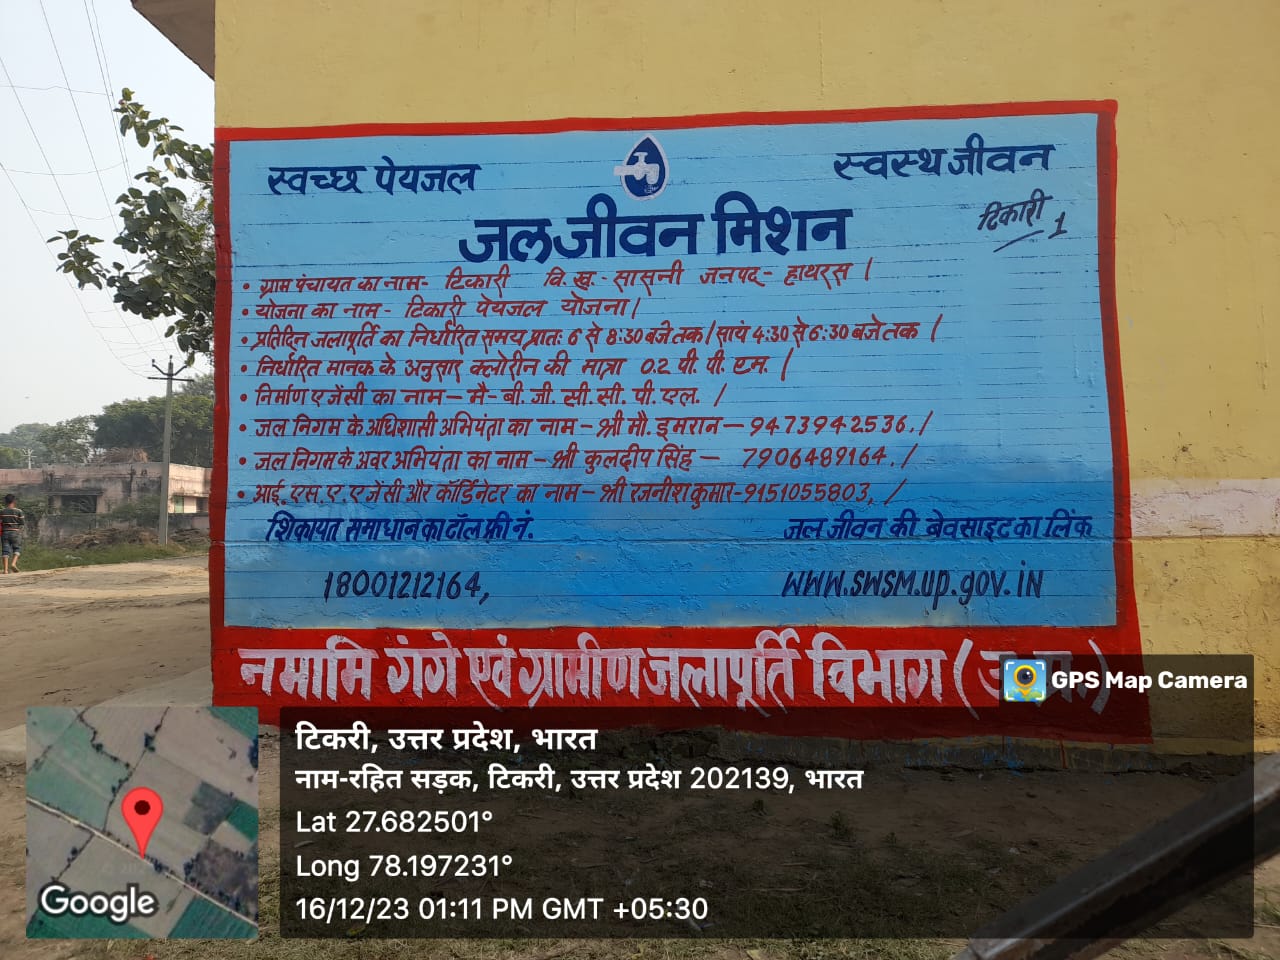 स्वच्छ पेयजल
स्वस्थ जीवन
जल जीवन मिशन
टिकारी 1
• ग्राम पंचायत का नाम- टिकारी वि. ख. - सासनी जनपद - हाथरस |
• योजना का नाम- टिकारी पेयजल योजना |
• प्रतिदिन जलापूर्ति का निर्धारित समय प्रातः 6 से 8:30 बजे तक / सायं 4:30 से 6:30 बजे तक |
• निर्धारित मानक के अनुसार क्लोरीन की मात्रा 0.2 पी. पी. एम. |
• निर्माण एजेंसी का नाम - मै- बी. जी. सी. सी. पी. एल. /
• जल निगम के अधिशासी अभियंता का नाम - श्री मौ. इमरान - 9473942536. /
• जल निगम के अवर अभियंता का नाम - श्री कुलदीप सिंह - 7906489164. /
• आई. एस. ए. एजेंसी और कॉर्डिनेटर का नाम - श्री रजनीश कुमार - 9151055803, /
शिकायत समाधान का टॉल फ्री नं.
जल जीवन की बेवसाइट का लिंक
18001212164,
www.swsm.up.gov.in
नमामि गंगे एवं ग्रामीण जलापूर्ति विभाग (उ.प्र.)
GPS Map Camera
टिकरी, उत्तर प्रदेश, भारत
नाम-रहित सड़क, टिकरी, उत्तर प्रदेश 202139, भारत
Lat 27.682501°
Long 78.197231°
16/12/23 01:11 PM GMT +05:30
Google